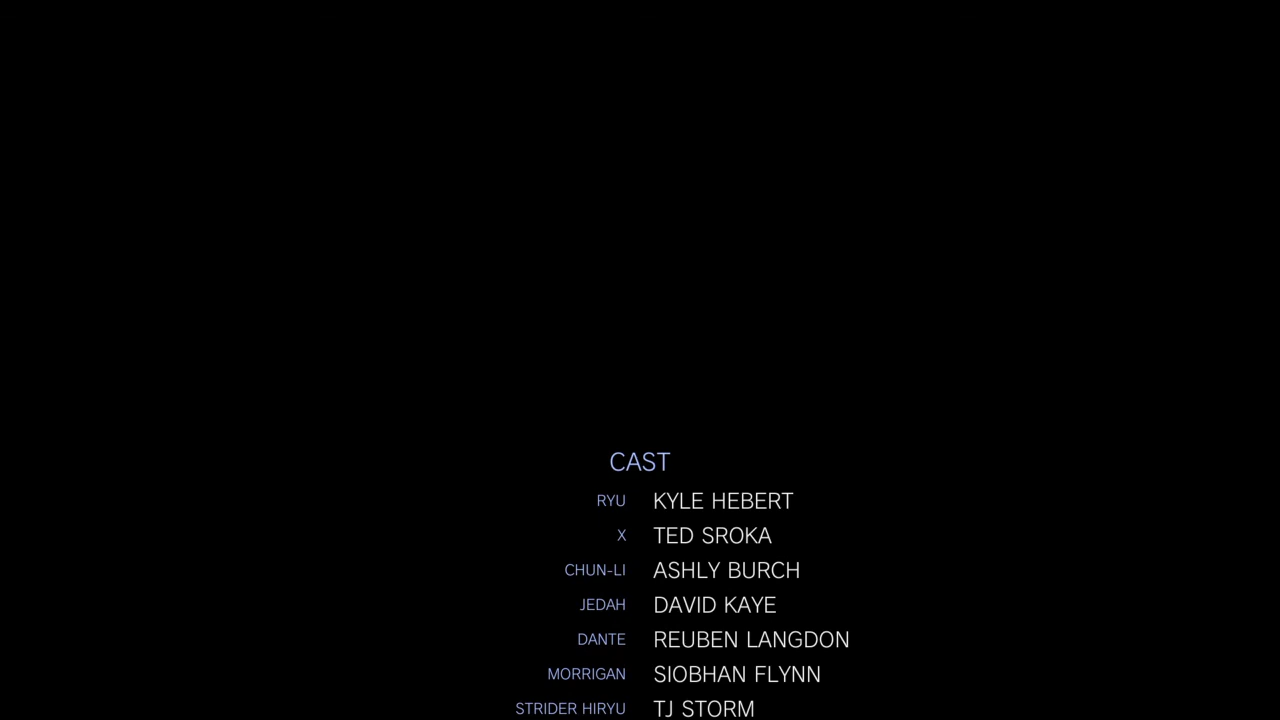 CAST
RYU KYLE HEBERT
X TED SROKA
CHUN-LI ASHLY BURCH
JEDAH DAVID KAYE
DANTE REUBEN LANGDON
MORRIGAN SIOBHAN FLYNN
STRIDER HIRYU TJ STORM